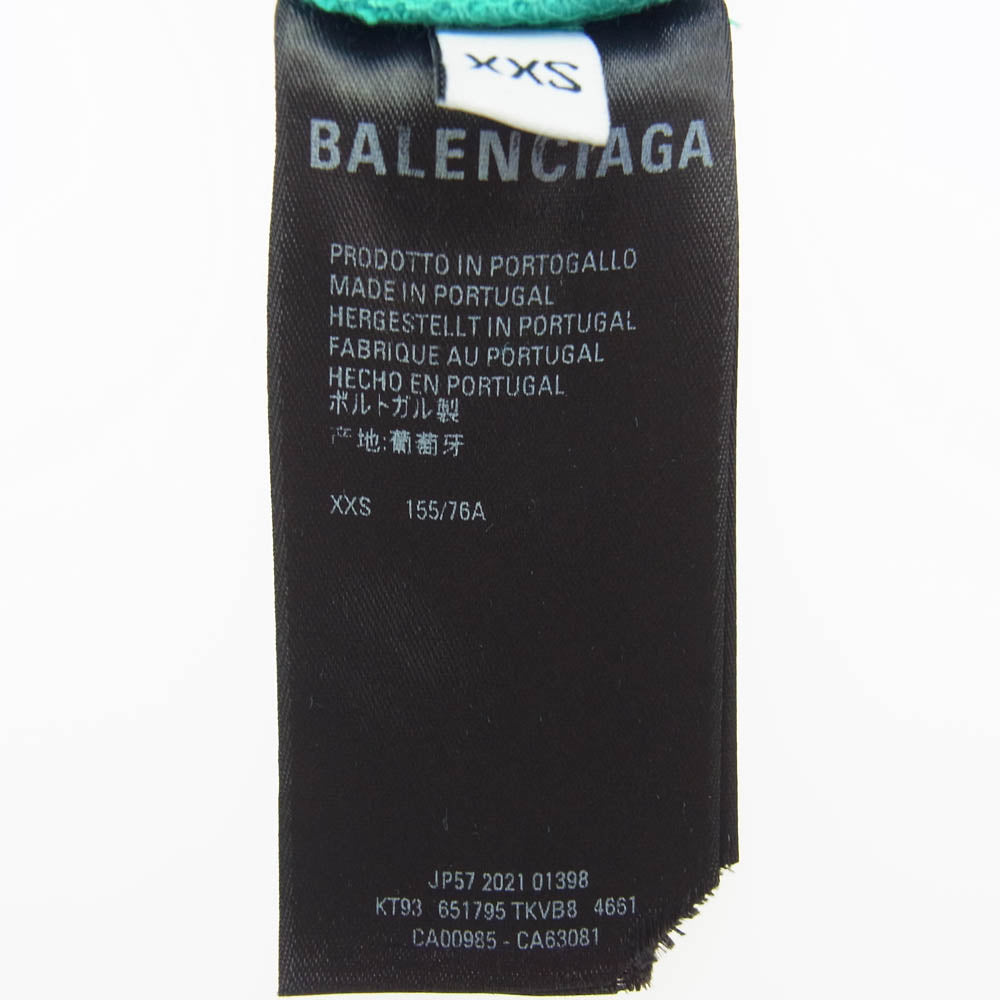 XXS
BALENCIAGA
PRODOTTO IN PORTOGALLO
MADE IN PORTUGAL
HERGESTELLT IN PORTUGAL
FABRIQUE AU PORTUGAL
HECHO EN PORTUGAL
ポルトガル製
产地:葡萄牙
XXS 155/76A
JP57 2021 01398
KT93 651795 TKVB8 4661
CA00985 - CA63081